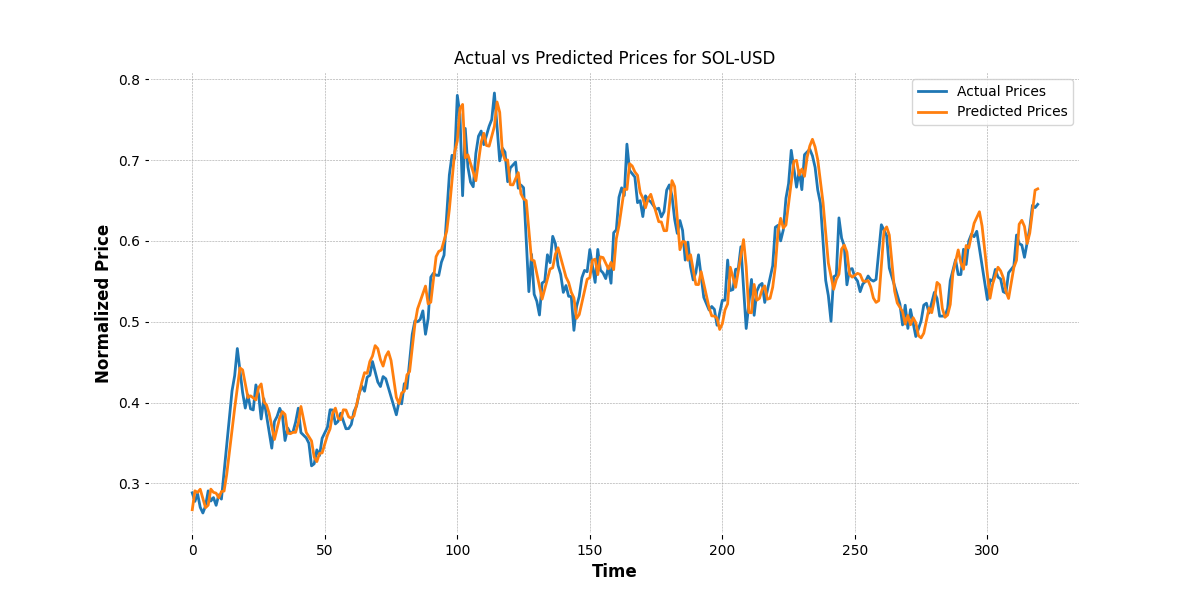 Actual vs Predicted Prices for SOL-USD
Actual Prices
Predicted Prices
Normalized Price
0.8
0.7
0.6
0.5
0.4
0.3
0 50 100 150 200 250 300
Time